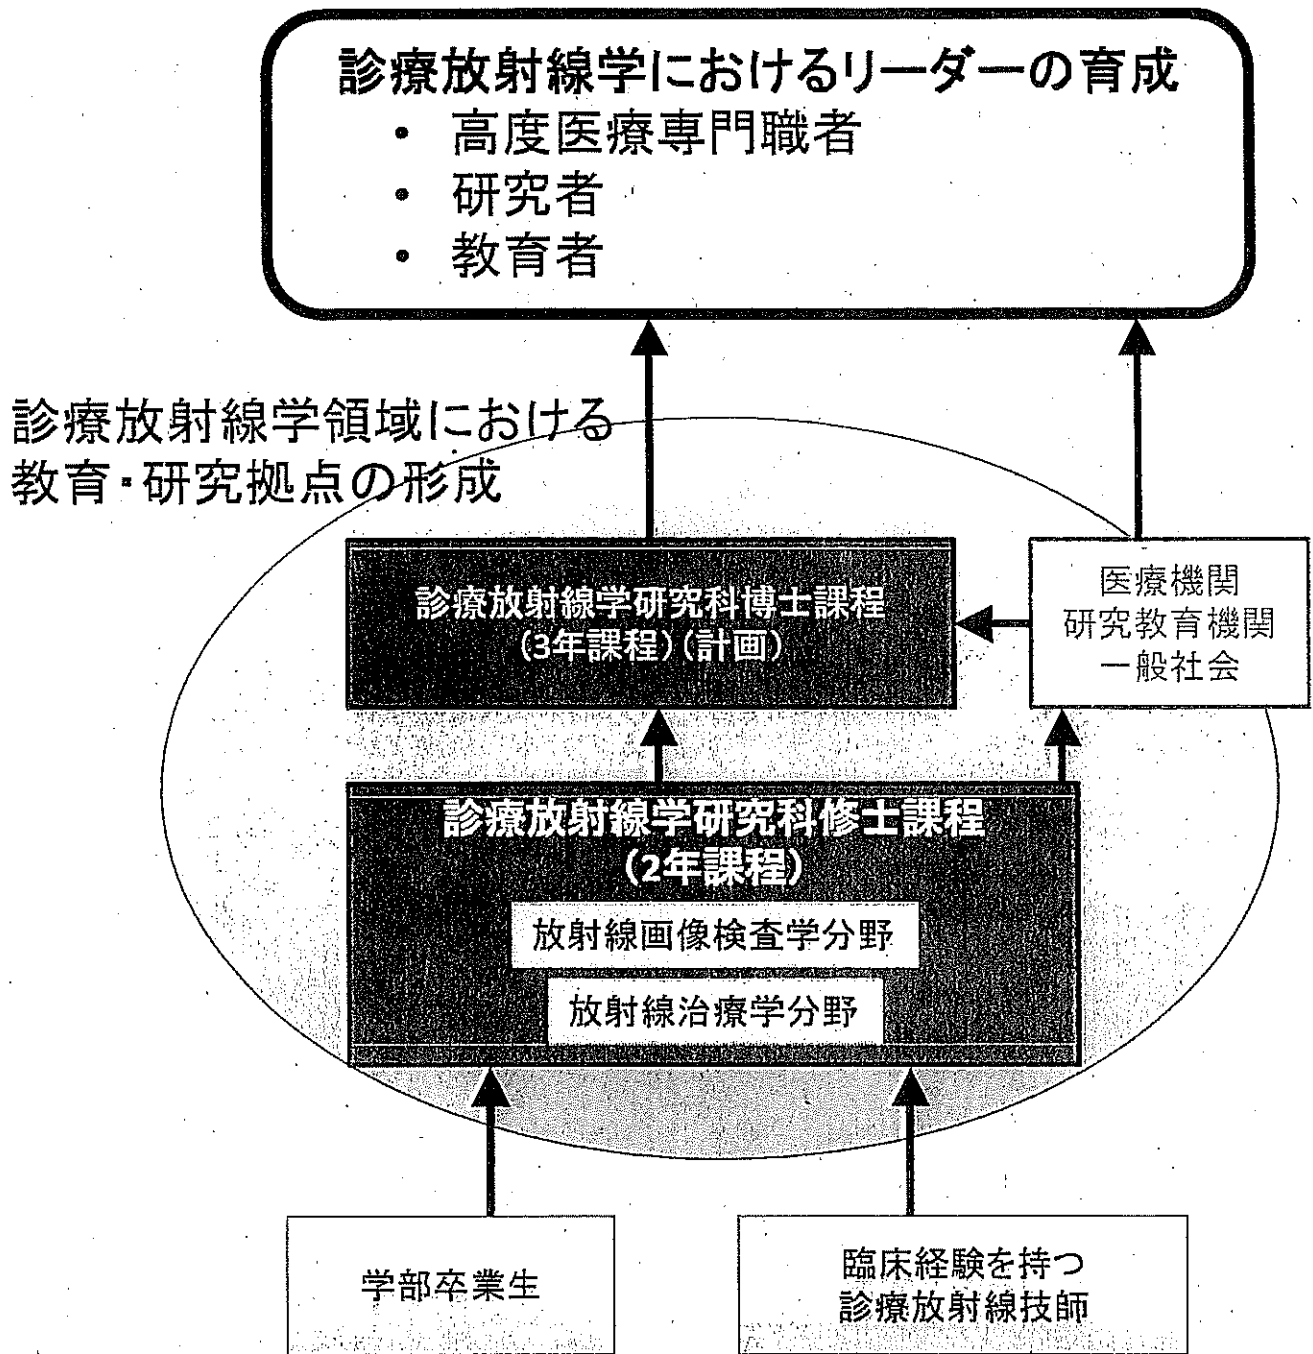 診療放射線学におけるリーダーの育成
・ 高度医療専門職者
・ 研究者
・ 教育者
診療放射線学領域における
教育・研究拠点の形成
診療放射線学研究科博士課程
(3年課程)(計画)
医療機関
研究教育機関
一般社会
診療放射線学研究科修士課程
(2年課程)
放射線画像検査学分野
放射線治療学分野
学部卒業生
臨床経験を持つ
診療放射線技師